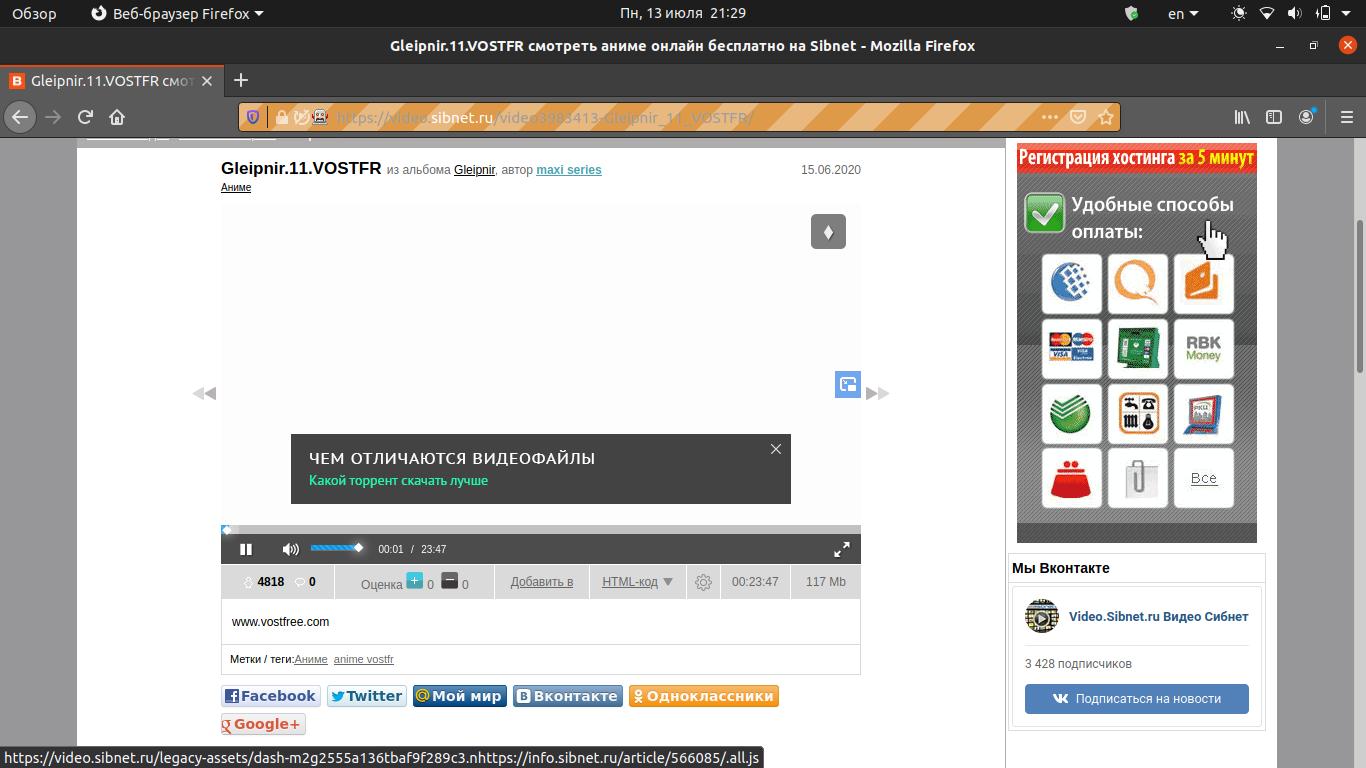 Обзор
Веб-браузер Firefox
Пн, 13 июля 21:29
en
Gleipnir.11.VOSTFR смотреть аниме онлайн бесплатно на Sibnet - Mozilla Firefox
Gleipnir.11.VOSTFR смот
https://video.sibnet.ru/video3983413-Gleipnir_11_VOSTFR/
Gleipnir.11.VOSTFR из альбома Gleipnir, автор maxi series
15.06.2020
Аниме
ЧЕМ ОТЛИЧАЮТСЯ ВИДЕОФАЙЛЫ
Какой торрент скачать лучше
00:01 / 23:47
4818 0
Оценка + 0 − 0
Добавить в
HTML-код
00:23:47
117 Mb
www.vostfree.com
Метки / теги:Аниме anime vostfr
Facebook
Twitter
@Мой мир
Вконтакте
Одноклассники
Google+
Регистрация хостинга за 5 минут
Удобные способы
оплаты:
RBK
Money
Все
Мы Вконтакте
Video.Sibnet.ru Видео Сибнет
3 428 подписчиков
Подписаться на новости
https://video.sibnet.ru/legacy-assets/dash-m2g2555a136tbaf9f289c3.nhttps://info.sibnet.ru/article/566085/.all.js